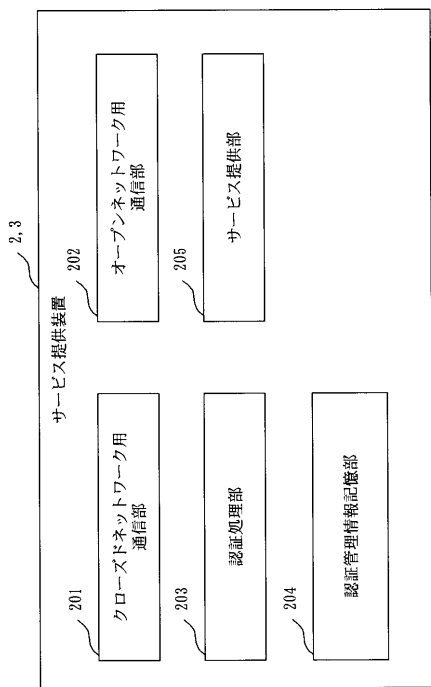 2,3
サービス提供装置
201
クローズドネットワーク用
通信部
202
オープンネットワーク用
通信部
203
認証処理部
205
サービス提供部
204
認証管理情報記憶部